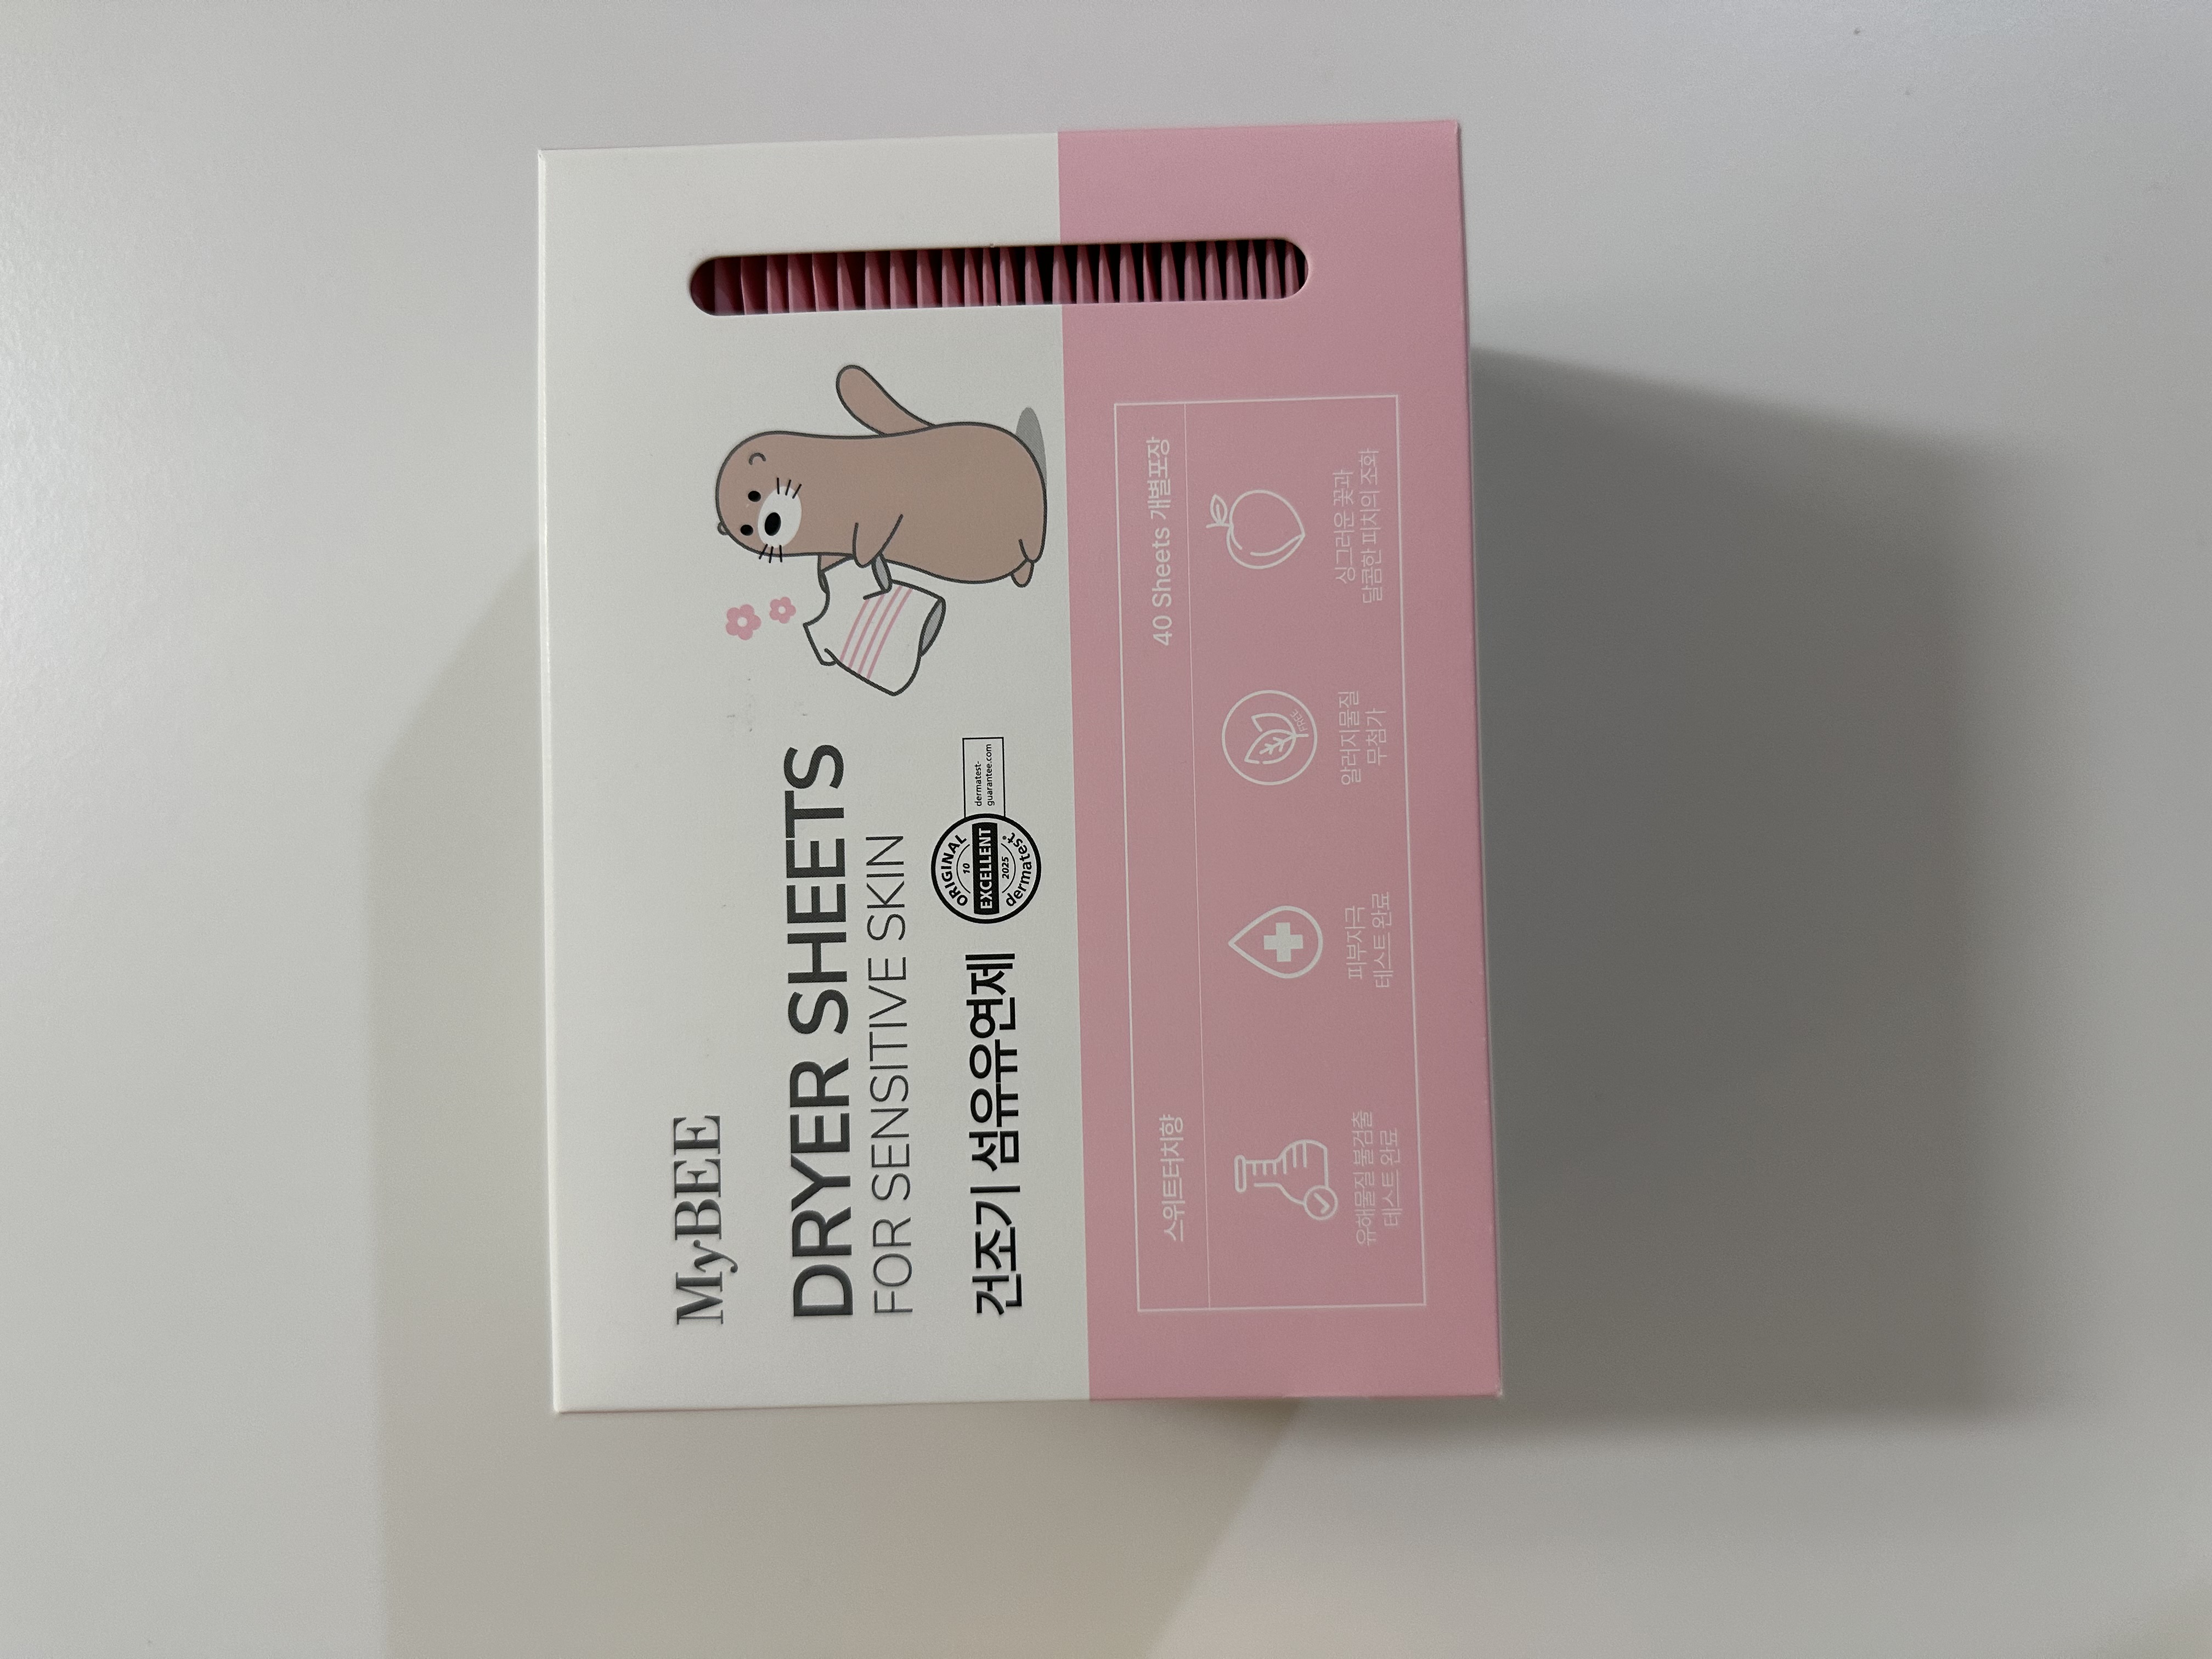 MyBEE
DRYER SHEETS
FOR SENSITIVE SKIN
건조기 섬유유연제
ORIGINAL
10
EXCELLENT
2025
dermatest®
dermatest-
guarantee.com
스위트터치향
40 Sheets 개별포장
유해물질 불검출
테스트 완료
피부자극
테스트 완료
FREE
알러지물질
무첨가
싱그러운 꽃과
달콤한 피치의 조화